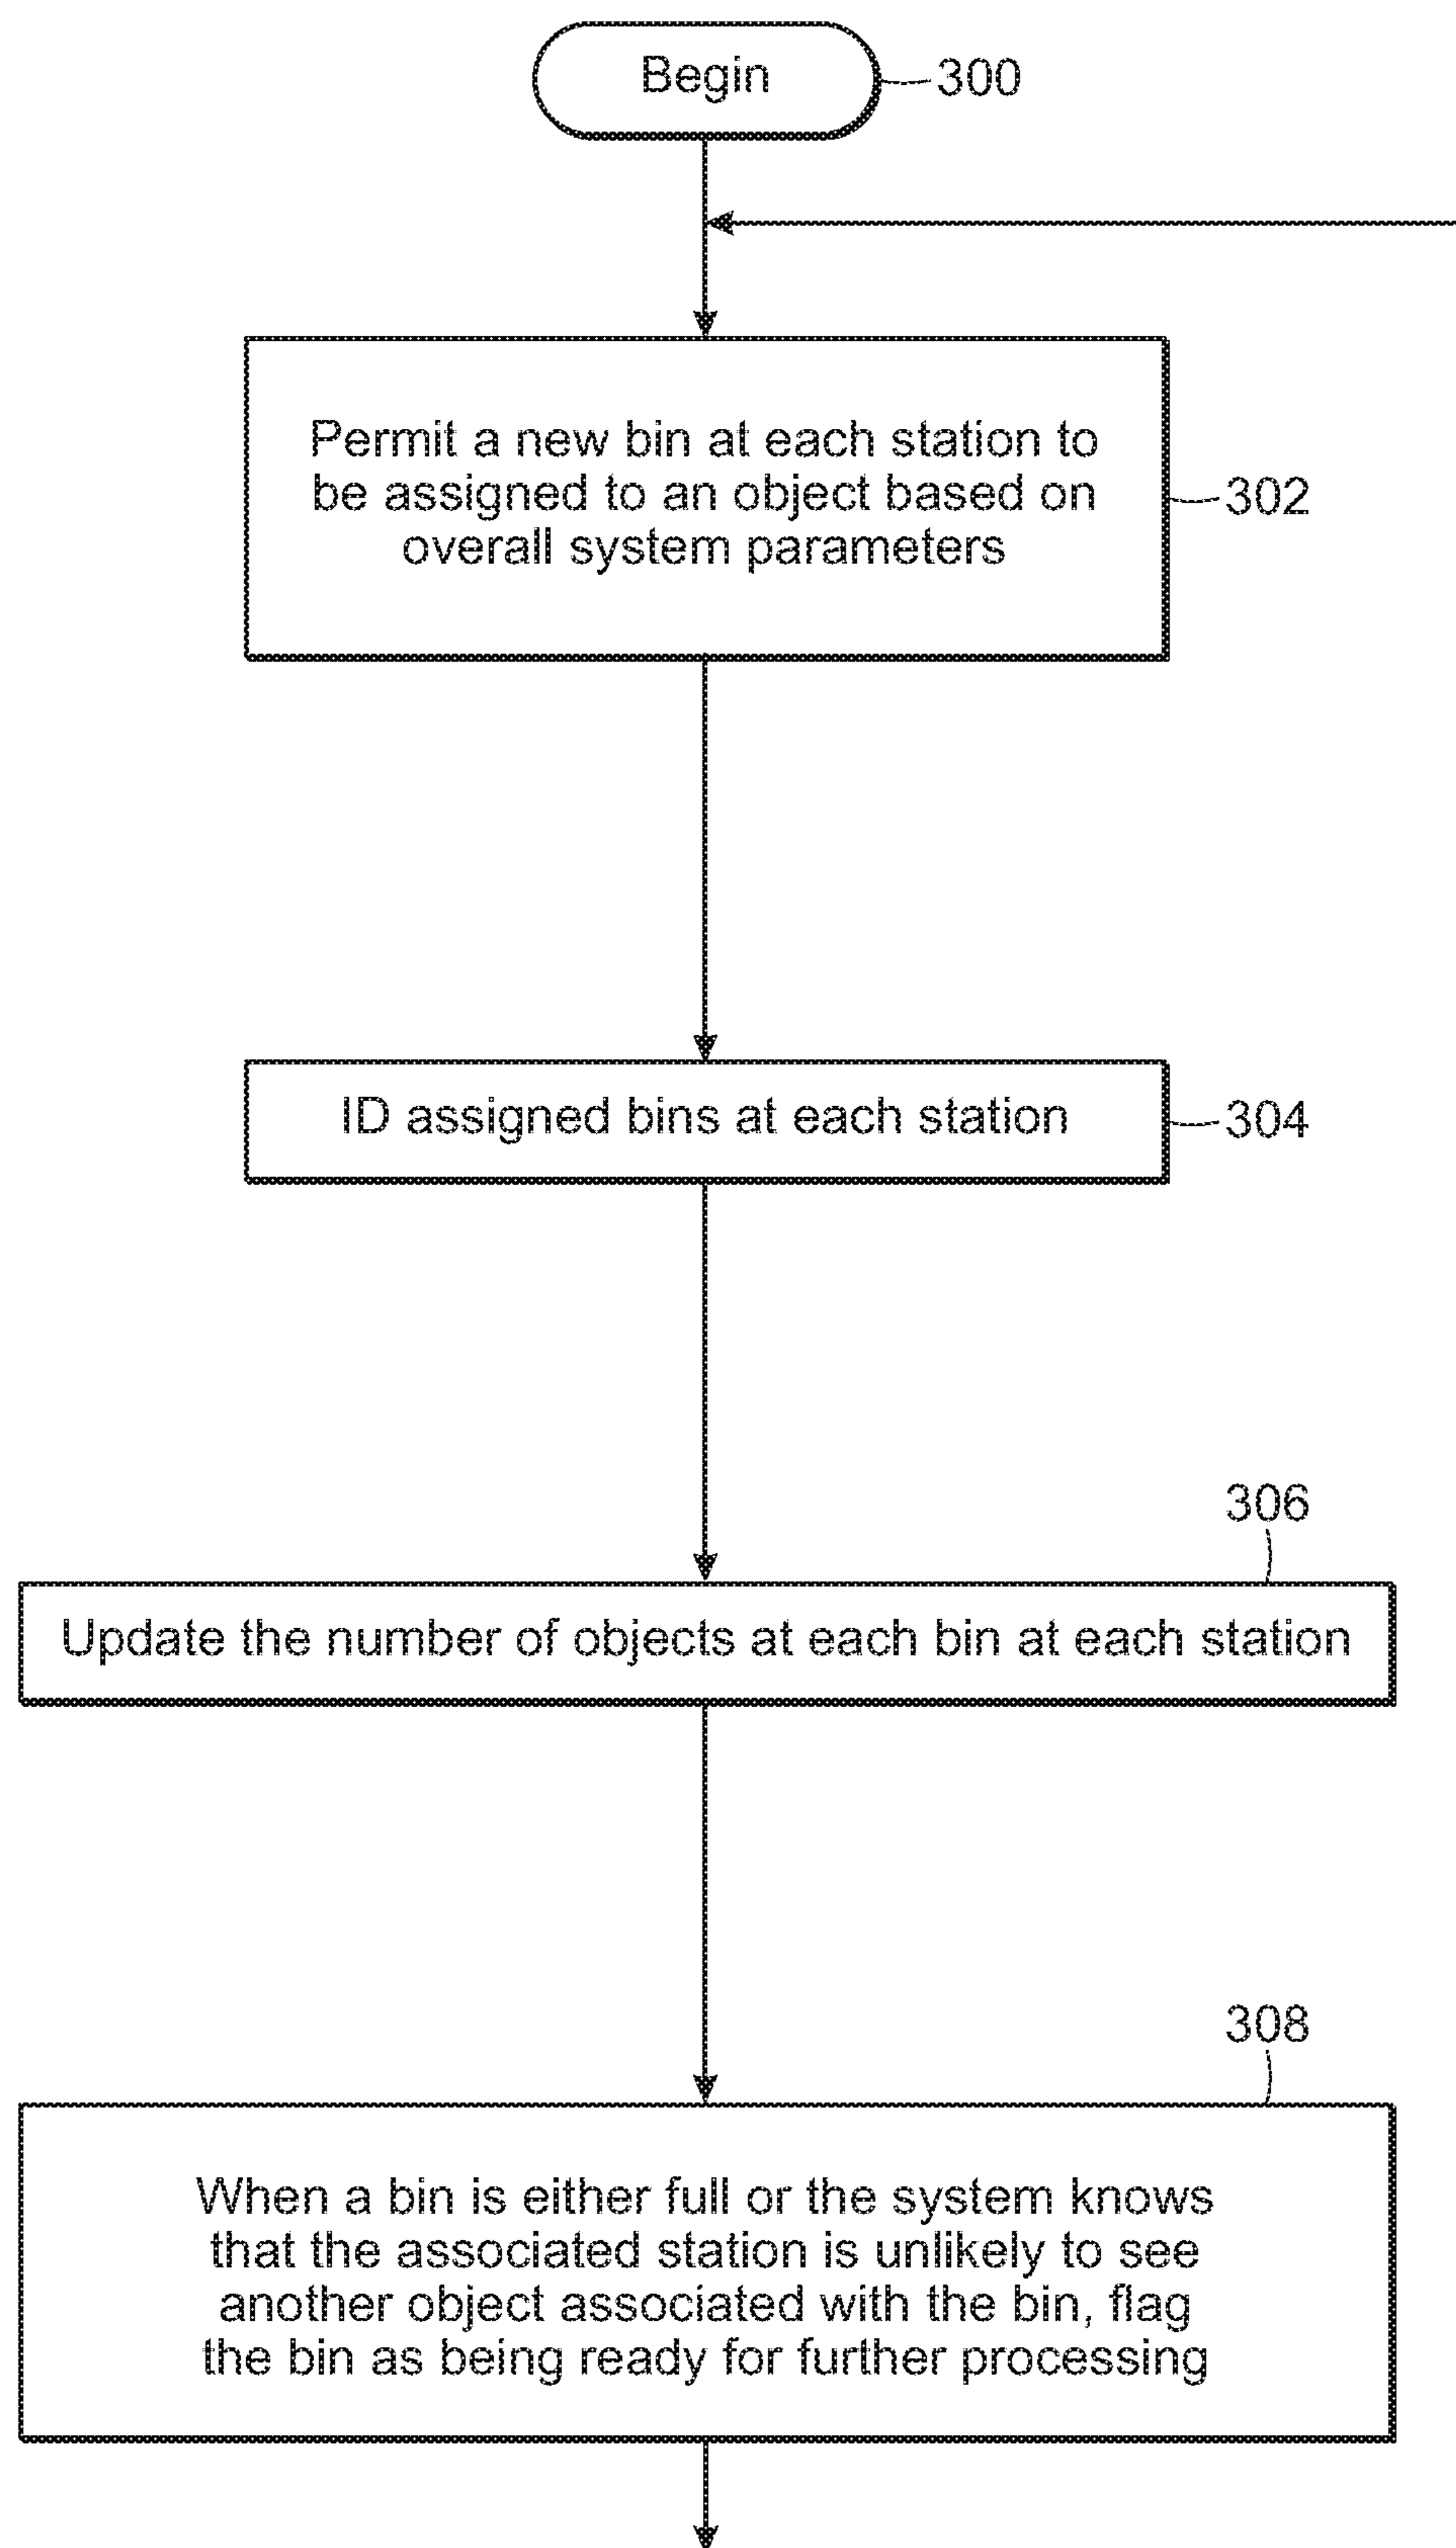 Begin
300
Permit a new bin at each station to
be assigned to an object based on
overall system parameters
302
ID assigned bins at each station
304
306
Update the number of objects at each bin at each station
308
When a bin is either full or the system knows
that the associated station is unlikely to see
another object associated with the bin, flag
the bin as being ready for further processing